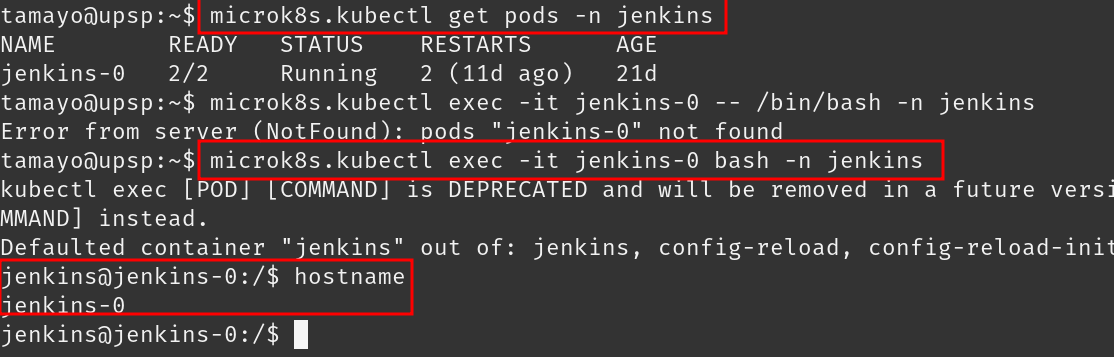 tamayo@upsp:~$ microk8s.kubectl get pods -n jenkins
NAME        READY   STATUS    RESTARTS      AGE
jenkins-0   2/2     Running   2 (11d ago)   21d
tamayo@upsp:~$ microk8s.kubectl exec -it jenkins-0 -- /bin/bash -n jenkins
Error from server (NotFound): pods "jenkins-0" not found
tamayo@upsp:~$ microk8s.kubectl exec -it jenkins-0 bash -n jenkins
kubectl exec [POD] [COMMAND] is DEPRECATED and will be removed in a future versi
MMAND] instead.
Defaulted container "jenkins" out of: jenkins, config-reload, config-reload-init
jenkins@jenkins-0:/$ hostname
jenkins-0
jenkins@jenkins-0:/$